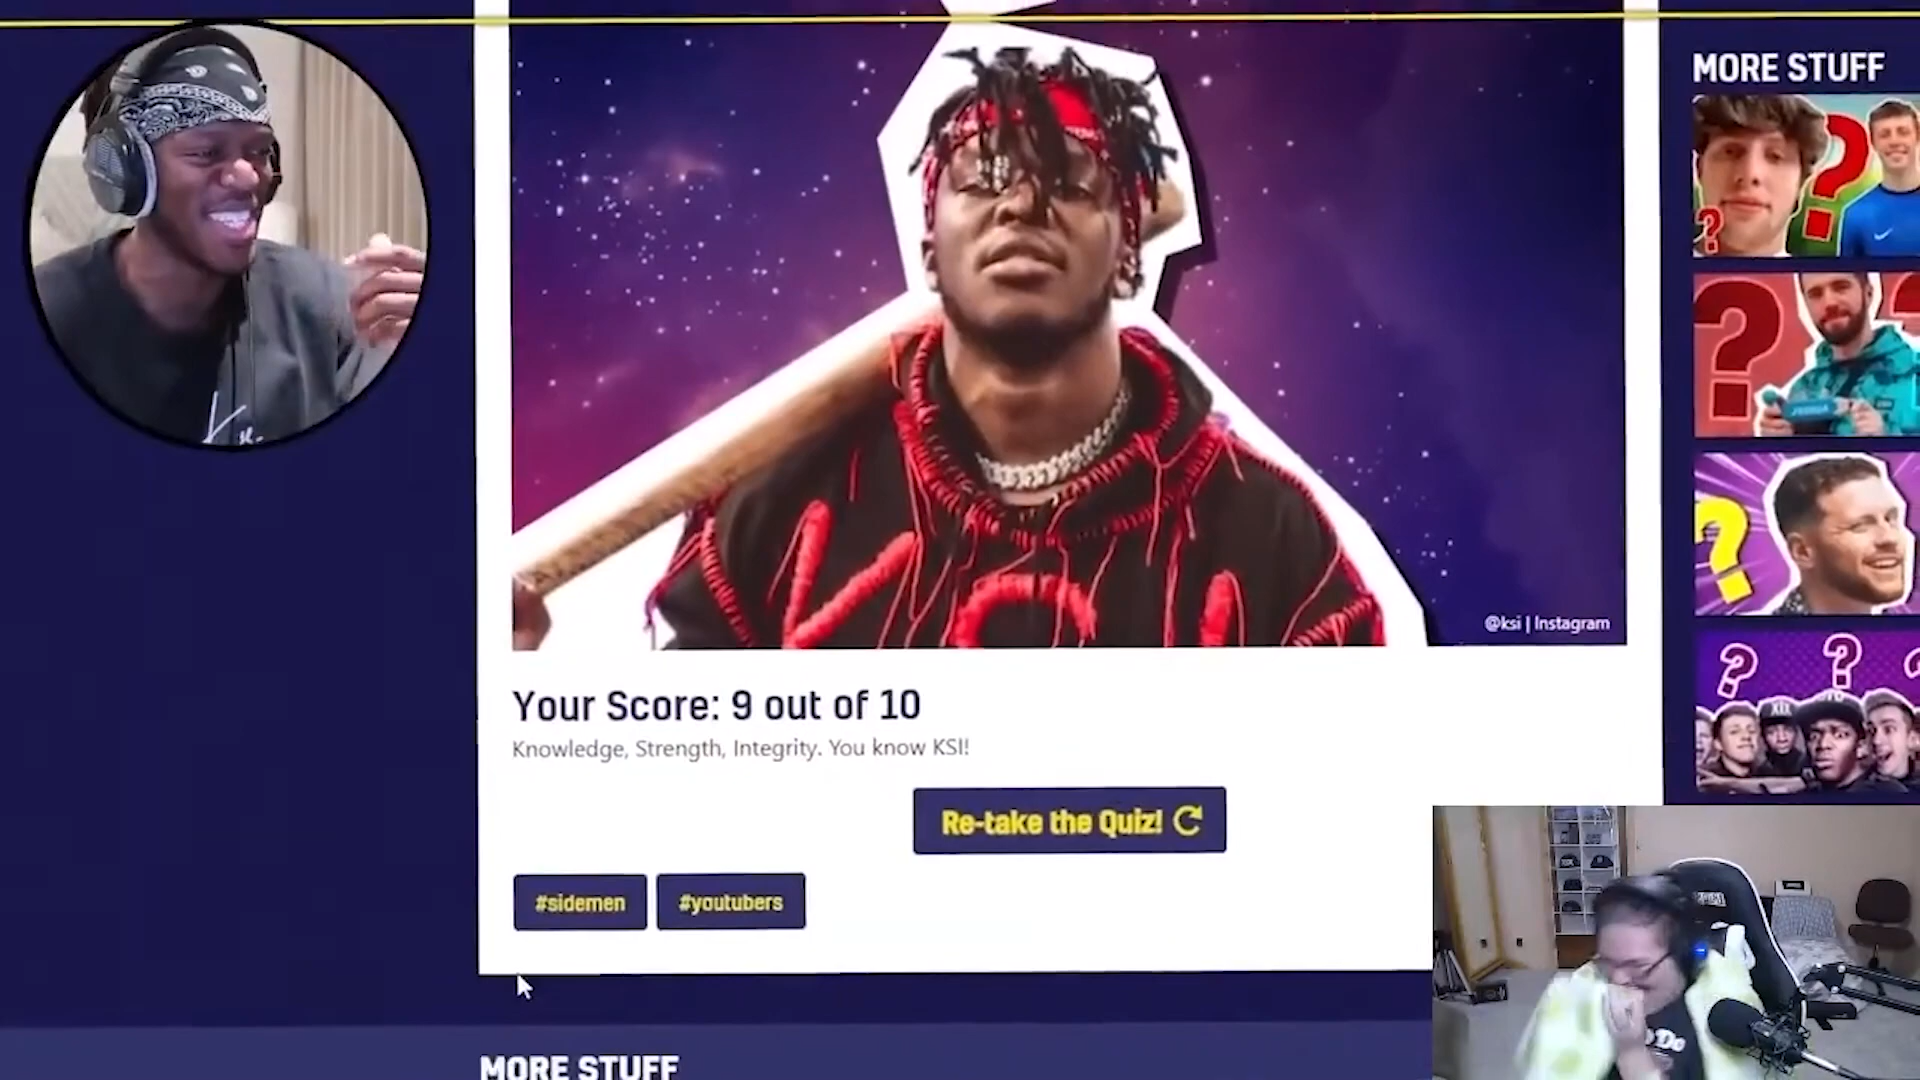 MORE STUFF
KSI
@ksi | Instagram
Your Score: 9 out of 10
Knowledge, Strength, Integrity. You know KSI!
Re-take the Quiz!
#sidemen
#youtubers
MORE STUFF